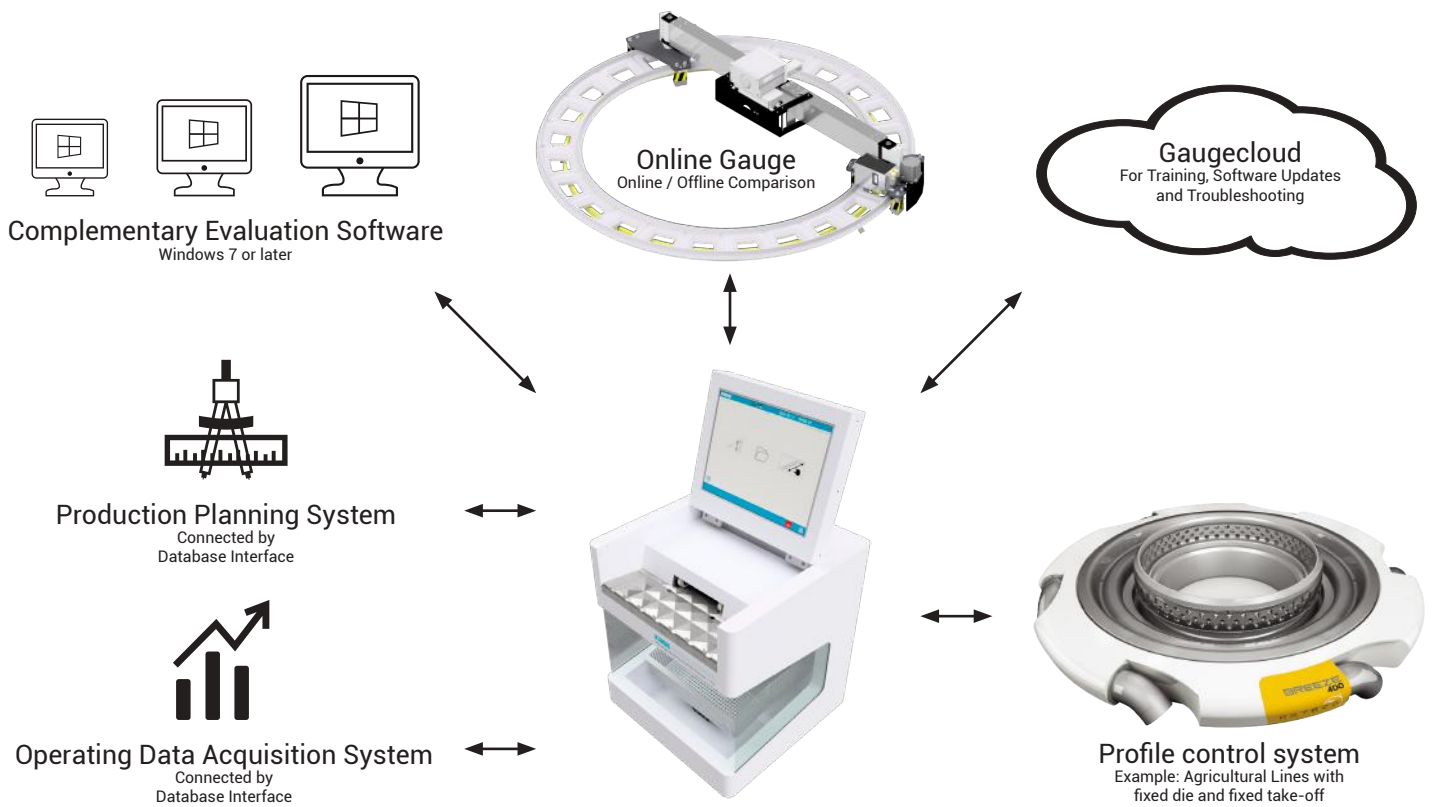 Online Gauge
Online / Offline Comparison
Gaugecloud
For Training, Software Updates
and Troubleshooting
Complementary Evaluation Software
Windows 7 or later
Production Planning System
Connected by
Database Interface
Operating Data Acquisition System
Connected by
Database Interface
BREEZE
400
Profile control system
Example: Agricultural Lines with
fixed die and fixed take-off